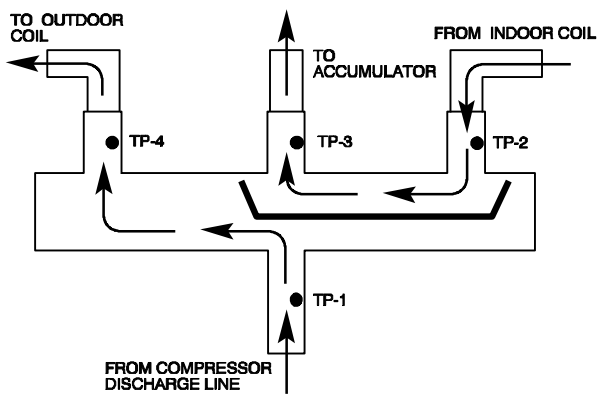 TO OUTDOOR
COIL
TO
ACCUMULATOR
FROM INDOOR COIL
TP-4
TP-3
TP-2
TP-1
FROM COMPRESSOR
DISCHARGE LINE